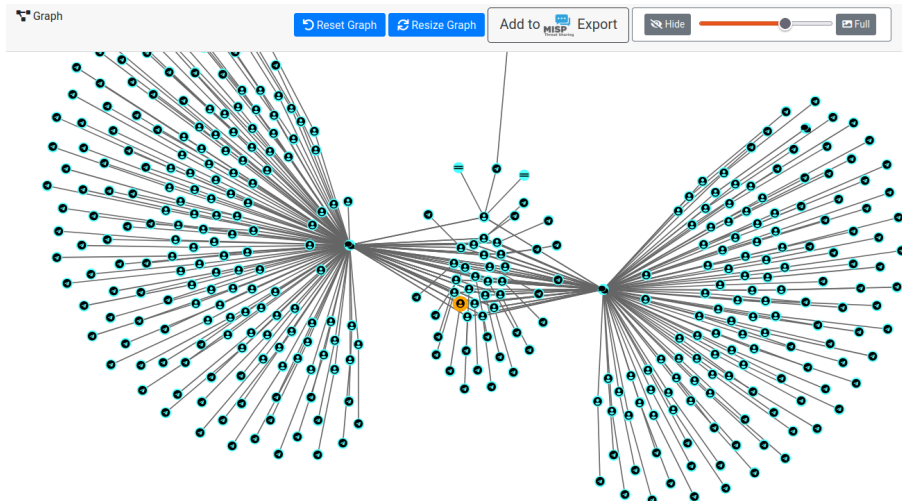 Graph
Reset Graph
Resize Graph
Add to MISP Export
Threat Sharing
Hide
Full